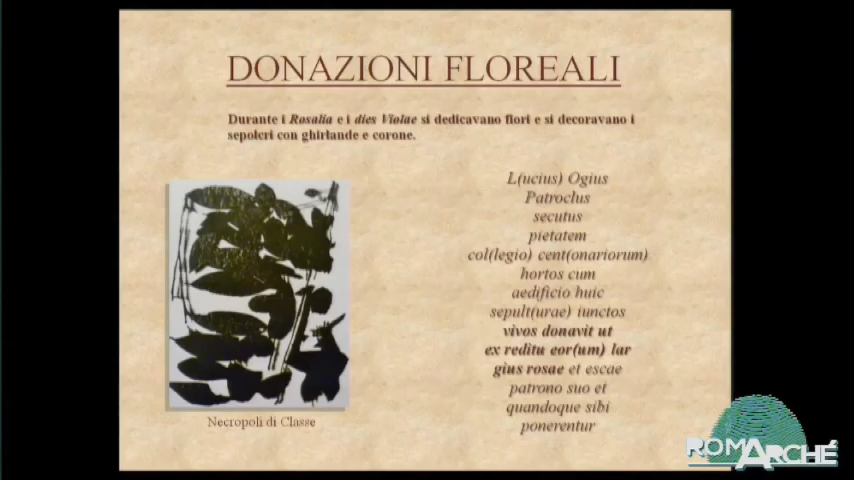 DONAZIONI FLOREALI
Durante i Rosalia e i dies Violae si dedicavano fiori e si decoravano i
sepolcri con ghirlande e corone.
L(ucius) Ogius
Patroclus
secutus
pietatem
col(legio) cent(onariorum)
hortos cum
aedificio huic
sepult(urae) iunctos
vivos donavit ut
ex reditu eor(um) lar
gius rosae et escae
patrono suo et
quandoque sibi
ponerentur
Necropoli di Classe
ROMARCHÉ